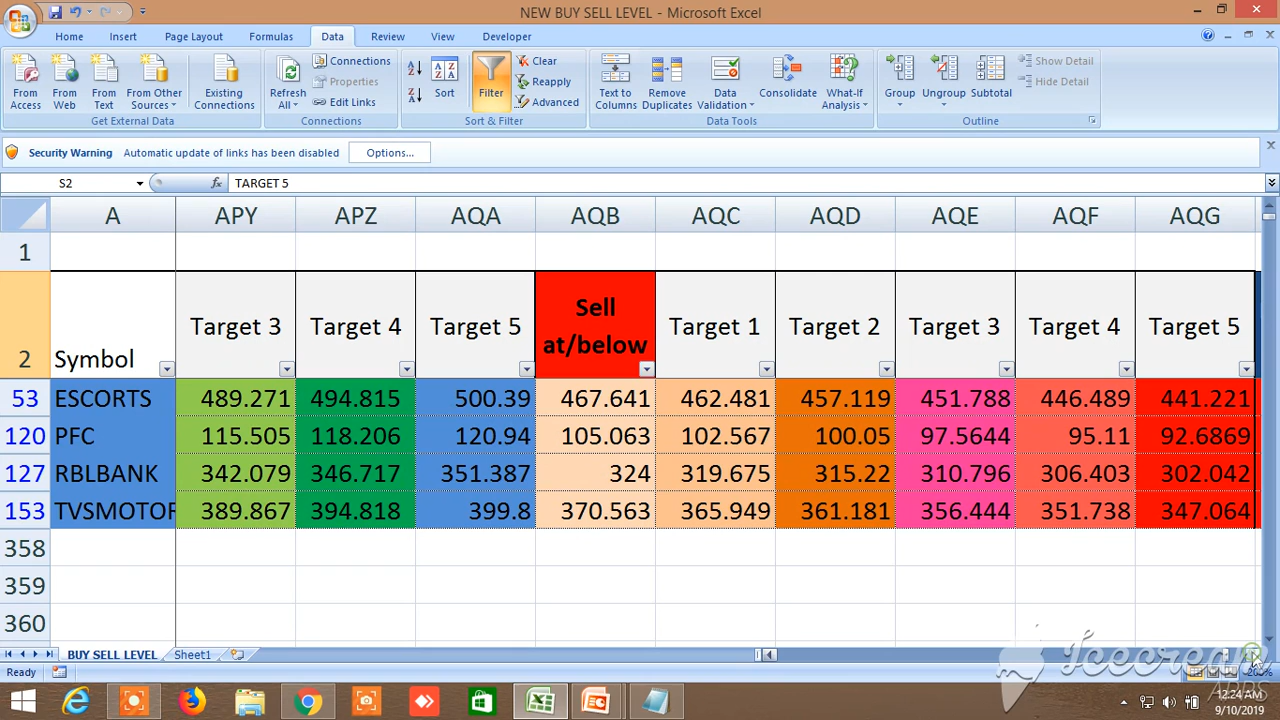 NEW BUY SELL LEVEL - Microsoft Excel
Home Insert Page Layout Formulas Data Review View Developer
From Access
From Web
From Text
From Other Sources
Existing Connections
Get External Data
Refresh All
Connections
Properties
Edit Links
Connections
Sort
Filter
Clear
Reapply
Advanced
Sort & Filter
Text to Columns
Remove Duplicates
Data Validation
Consolidate
What-If Analysis
Data Tools
Group
Ungroup
Subtotal
Show Detail
Hide Detail
Outline
Security Warning Automatic update of links has been disabled Options...
S2 fx TARGET 5
A APY APZ AQA AQB AQC AQD AQE AQF AQG
1
2 Symbol Target 3 Target 4 Target 5 Sell at/below Target 1 Target 2 Target 3 Target 4 Target 5
53 ESCORTS 489.271 494.815 500.39 467.641 462.481 457.119 451.788 446.489 441.221
120 PFC 115.505 118.206 120.94 105.063 102.567 100.05 97.5644 95.11 92.6869
127 RBLBANK 342.079 346.717 351.387 324 319.675 315.22 310.796 306.403 302.042
153 TVSMOTOR 389.867 394.818 399.8 370.563 365.949 361.181 356.444 351.738 347.064
358
359
360
BUY SELL LEVEL Sheet1
Ready 200%
Icecream
APPS
12:24 AM
9/10/2019